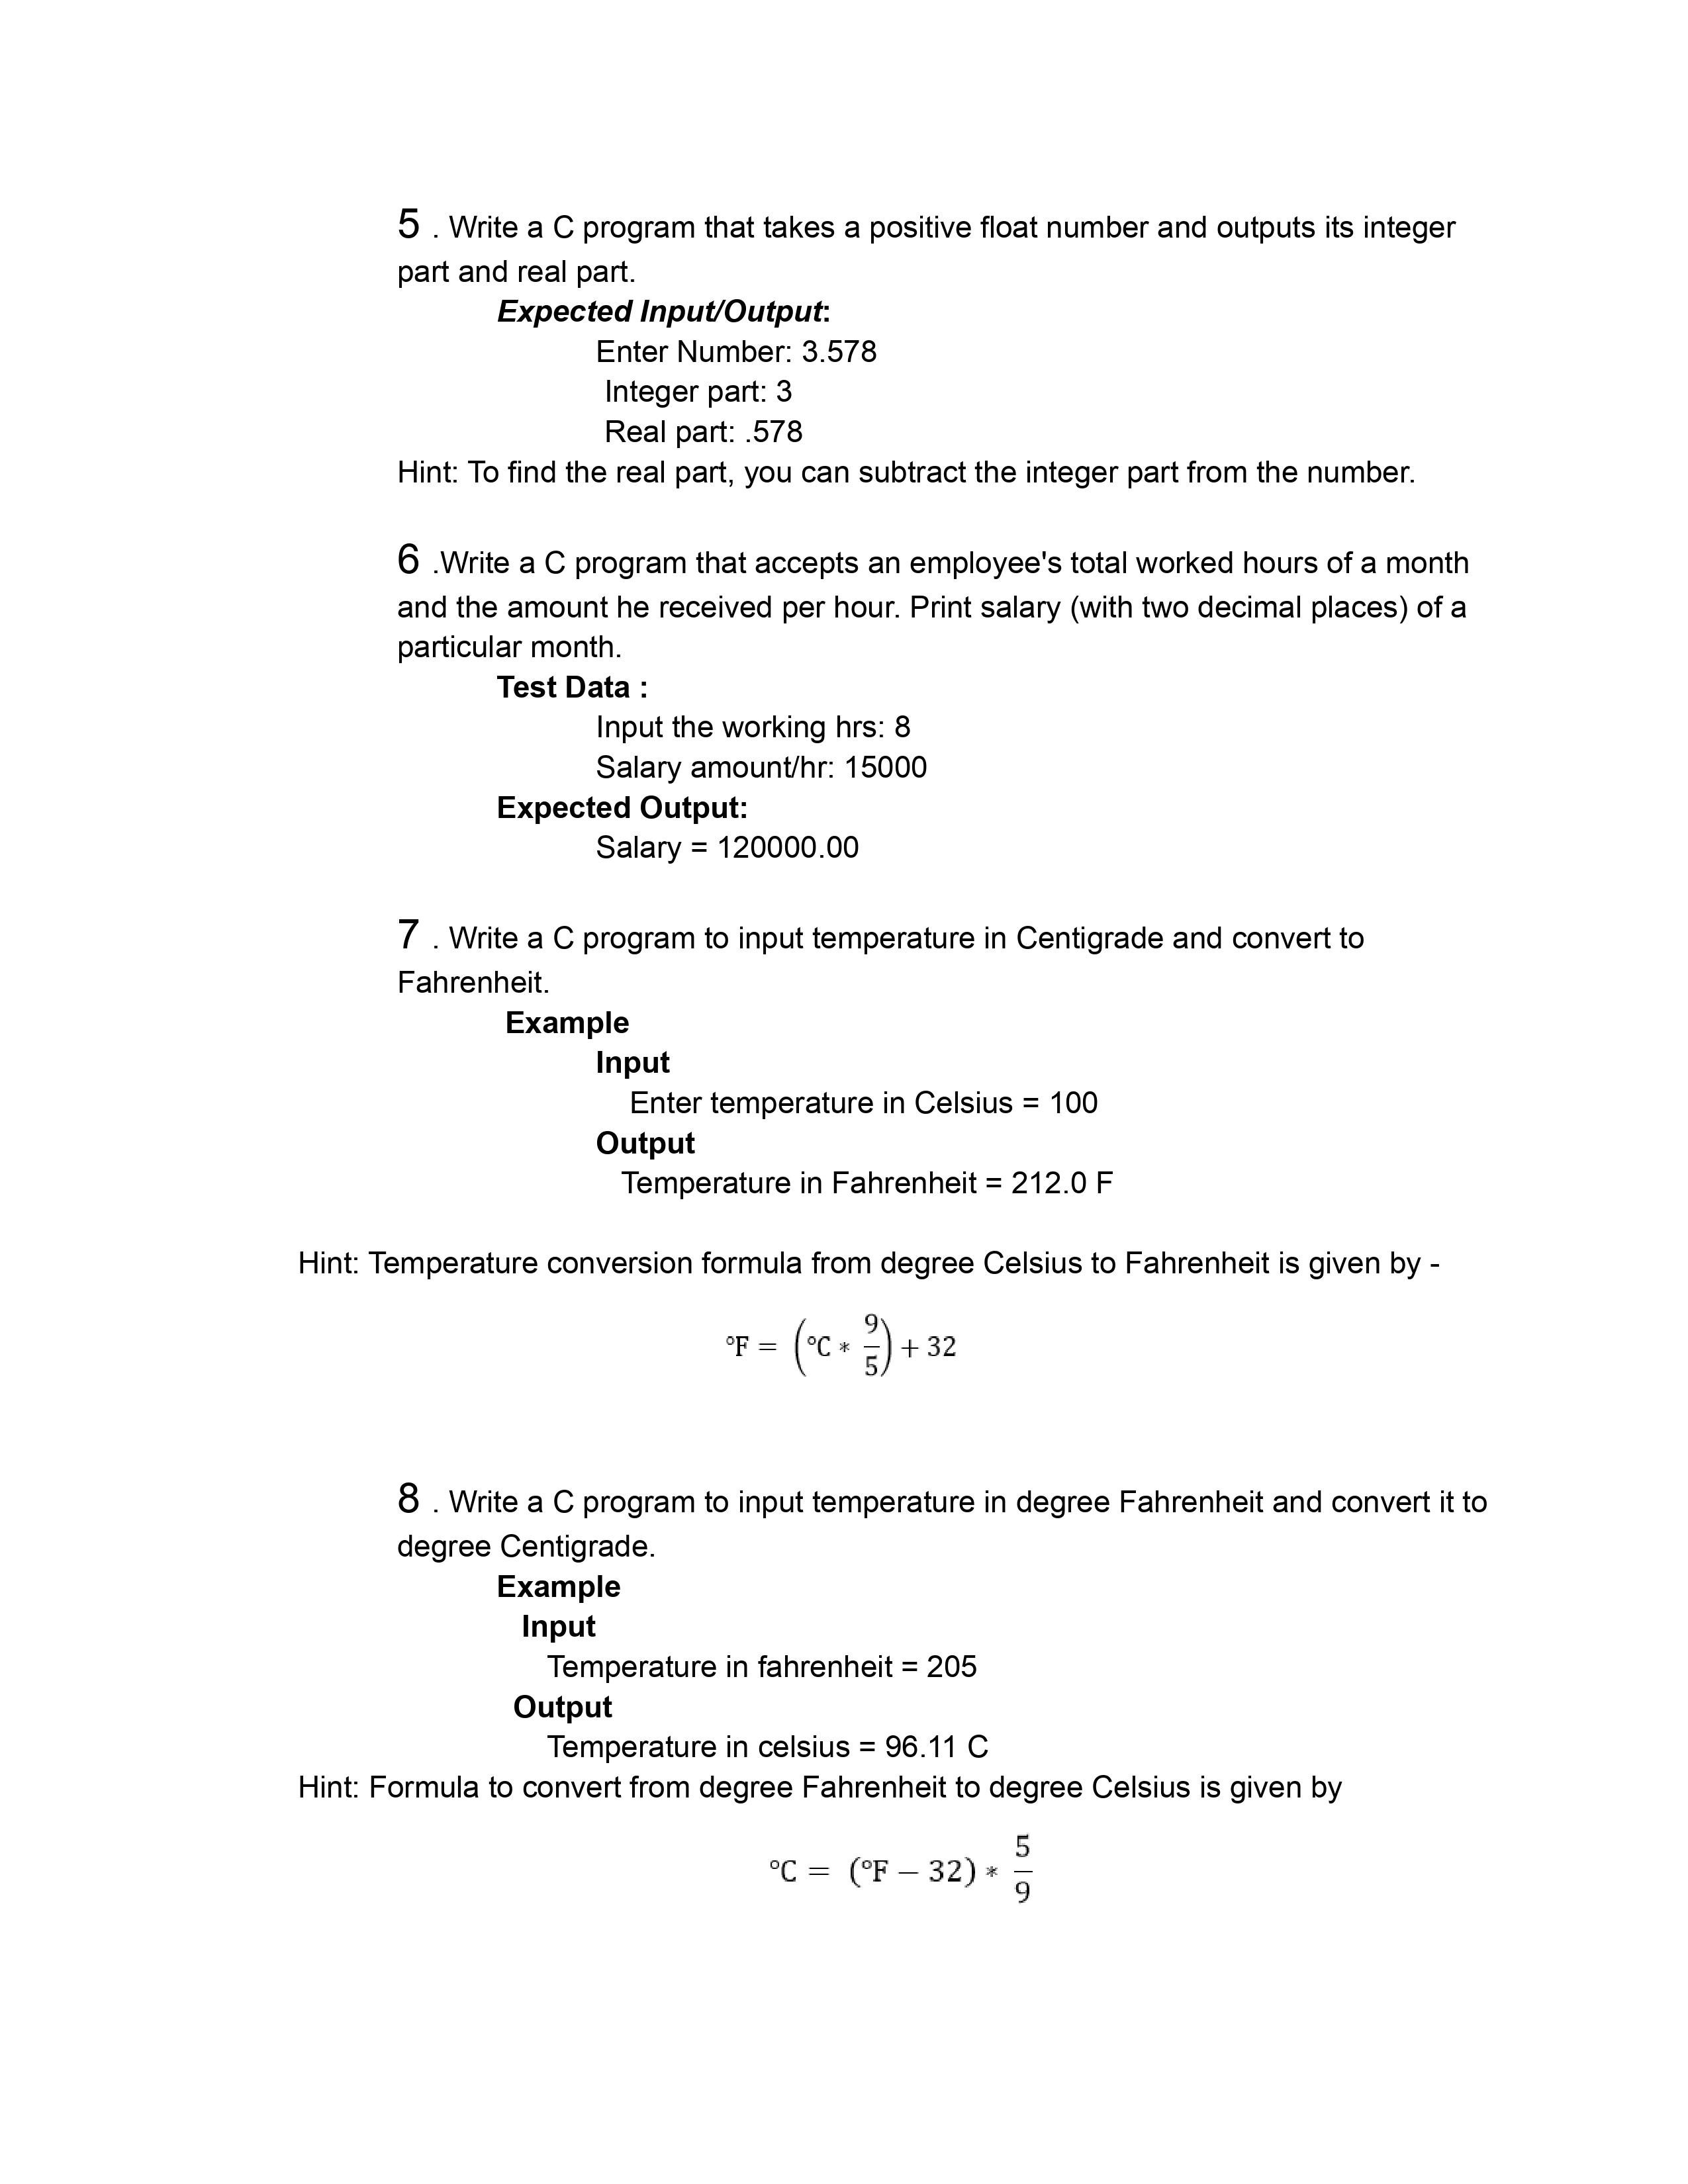 5 . Write a C program that takes a positive float number and outputs its integer
part and real part.
Expected Input/Output:
Enter Number: 3.578
Integer part: 3
Real part: .578
Hint: To find the real part, you can subtract the integer part from the number.
6 .Write a C program that accepts an employee's total worked hours of a month
and the amount he received per hour. Print salary (with two decimal places) of a
particular month.
Test Data :
Input the working hrs: 8
Salary amount/hr: 15000
Expected Output:
Salary = 120000.00
7 . Write a C program to input temperature in Centigrade and convert to
Fahrenheit.
Example
Input
Enter temperature in Celsius = 100
Output
Temperature in Fahrenheit = 212.0 F
Hint: Temperature conversion formula from degree Celsius to Fahrenheit is given by -
°F = (°C * 9/5) + 32
8 . Write a C program to input temperature in degree Fahrenheit and convert it to
degree Centigrade.
Example
Input
Temperature in fahrenheit = 205
Output
Temperature in celsius = 96.11 C
Hint: Formula to convert from degree Fahrenheit to degree Celsius is given by
°C = (°F − 32) * 5/9